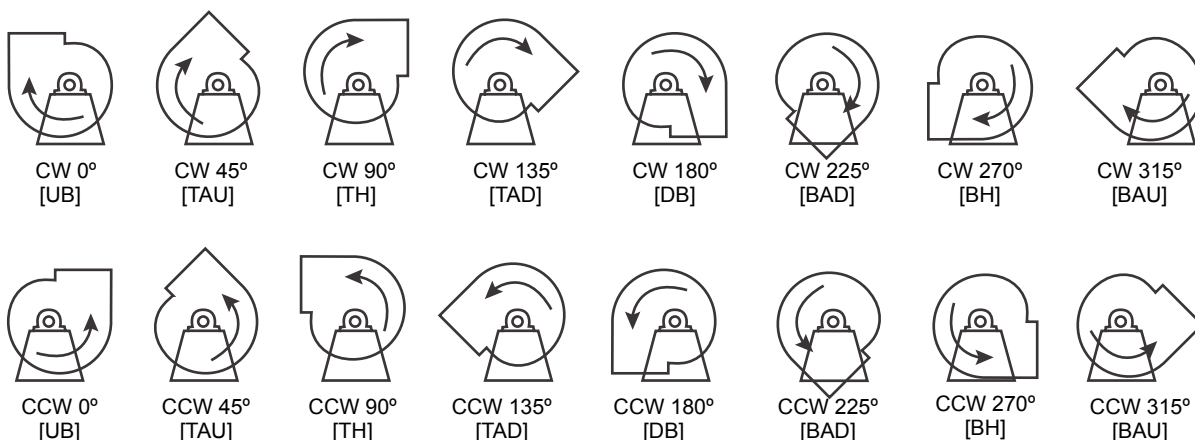 CW 0º CW 45º CW 90º CW 135º CW 180º CW 225º CW 270º CW 315º
[UB] [TAU] [TH] [TAD] [DB] [BAD] [BH] [BAU]
CCW 0º CCW 45º CCW 90º CCW 135º CCW 180º CCW 225º CCW 270º CCW 315º
[UB] [TAU] [TH] [TAD] [DB] [BAD] [BH] [BAU]